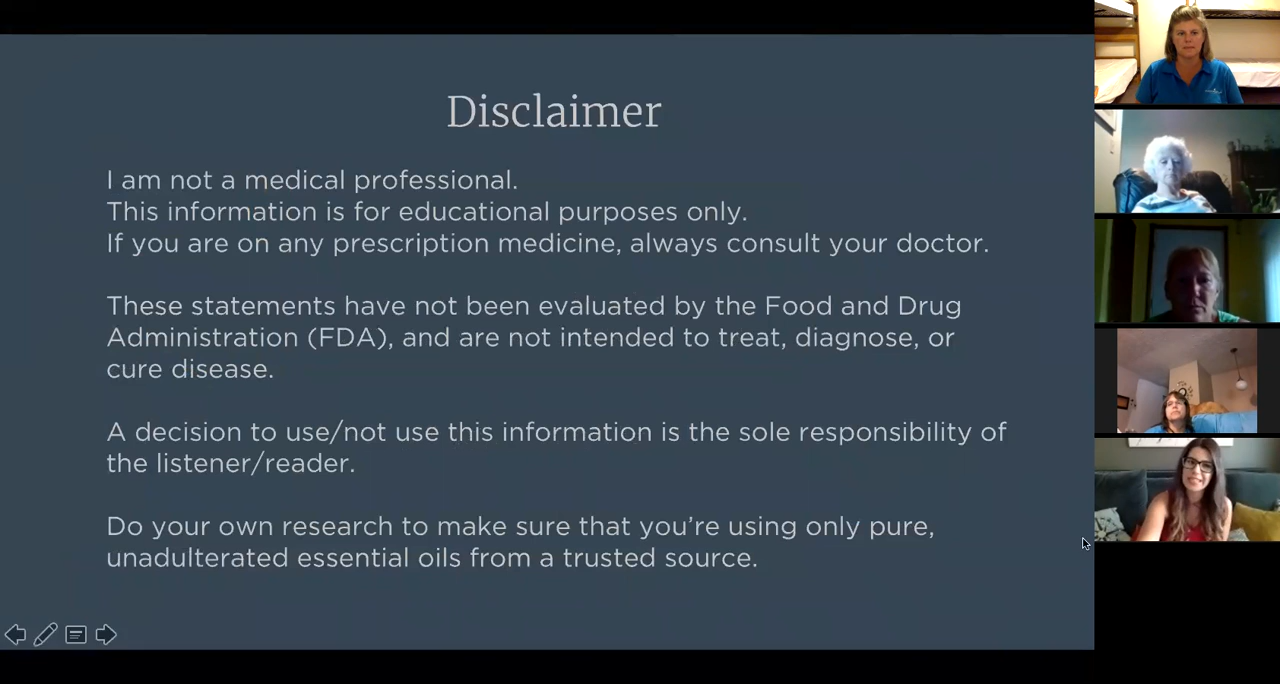 Disclaimer
I am not a medical professional.
This information is for educational purposes only.
If you are on any prescription medicine, always consult your doctor.
These statements have not been evaluated by the Food and Drug
Administration (FDA), and are not intended to treat, diagnose, or
cure disease.
A decision to use/not use this information is the sole responsibility of
the listener/reader.
Do your own research to make sure that you’re using only pure,
unadulterated essential oils from a trusted source.